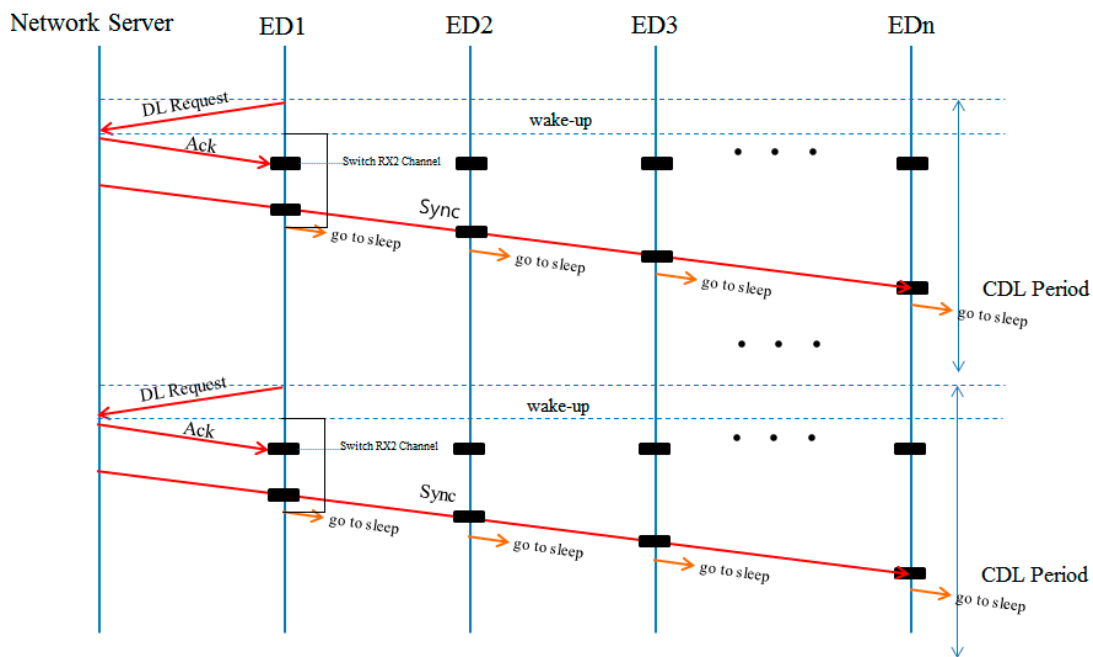 Network Server ED1 ED2 ED3 EDn
DL Request
wake-up
Ack
Switch RX2 Channel
Sync
go to sleep
go to sleep
go to sleep
CDL Period
go to sleep
DL Request
wake-up
Ack
Switch RX2 Channel
Sync
go to sleep
go to sleep
go to sleep
CDL Period
go to sleep